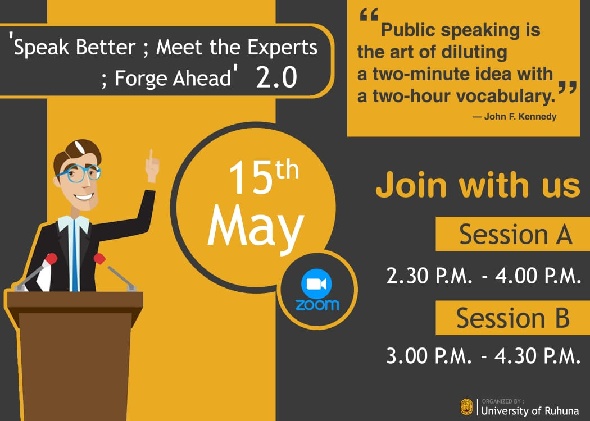 'Speak Better ; Meet the Experts
; Forge Ahead' 2.0
“Public speaking is
the art of diluting
a two-minute idea with
a two-hour vocabulary.”
— John F. Kennedy
15th
May
zoom
Join with us
Session A
2.30 P.M. - 4.00 P.M.
Session B
3.00 P.M. - 4.30 P.M.
ORGANIZED BY :
University of Ruhuna